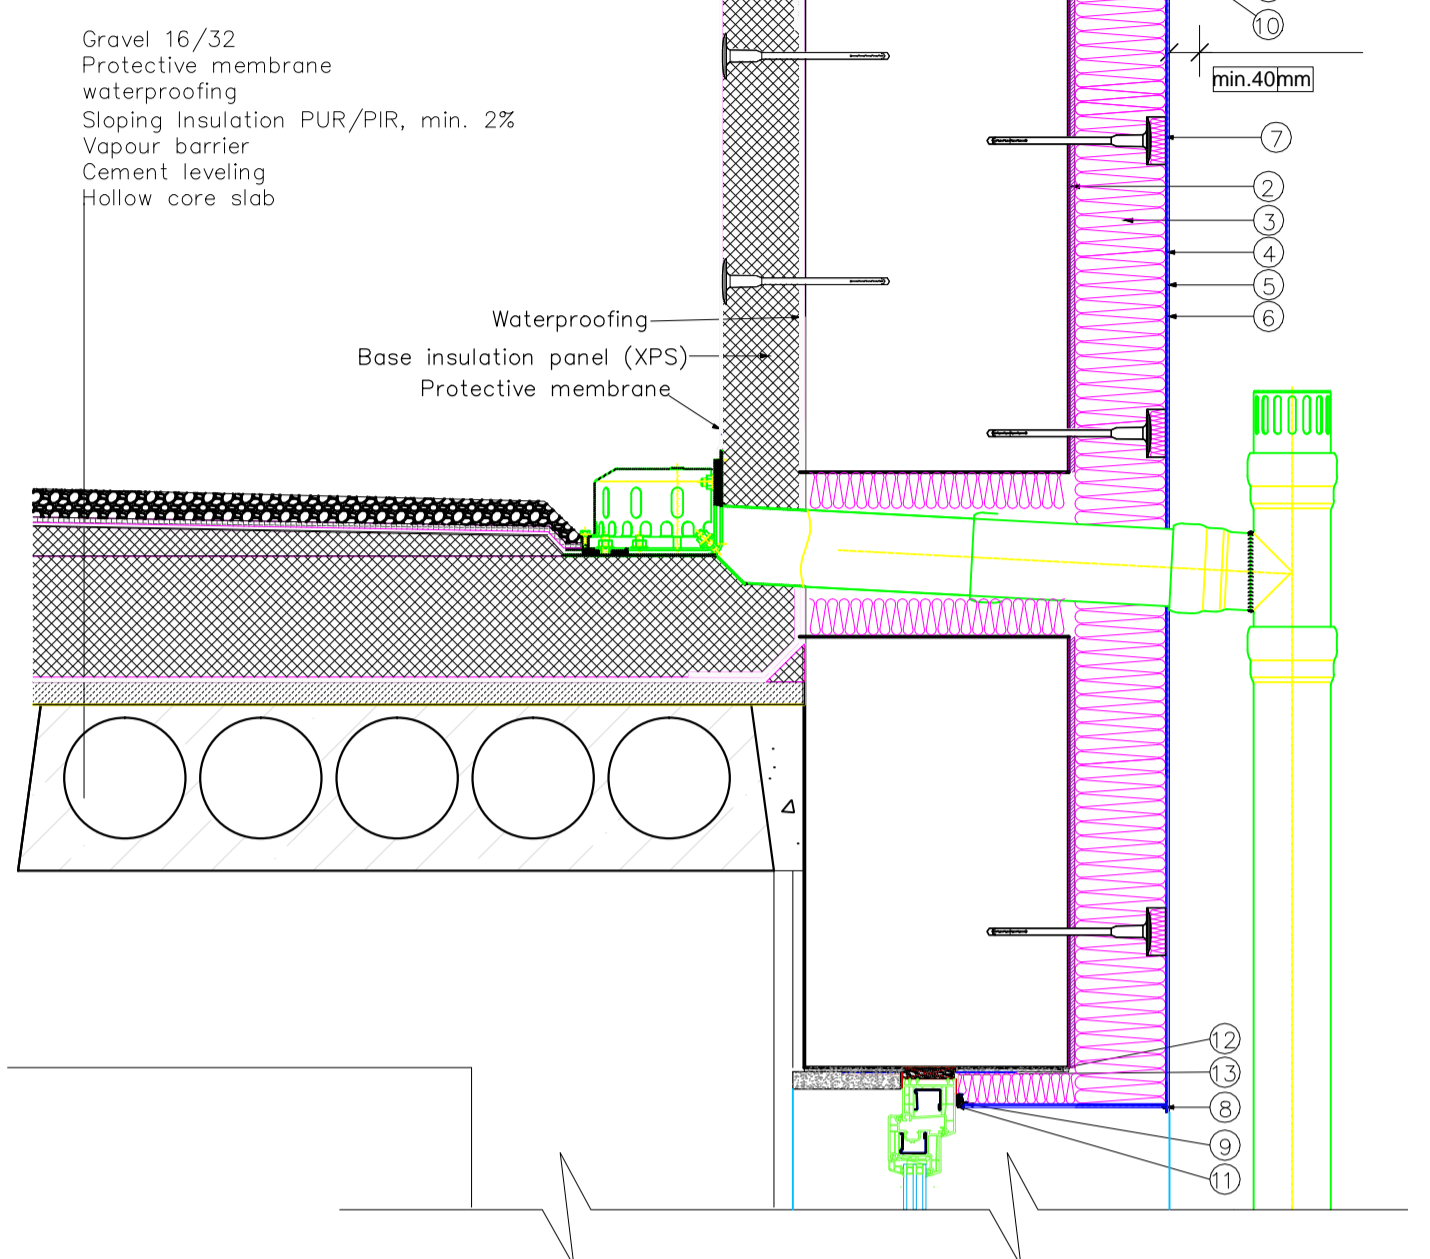 Gravel 16/32
Protective membrane
waterproofing
Sloping Insulation PUR/PIR, min. 2%
Vapour barrier
Cement leveling
Hollow core slab
10
min.40mm
7
2
3
4
5
6
Waterproofing
Base insulation panel (XPS)
Protective membrane
12
13
8
9
11